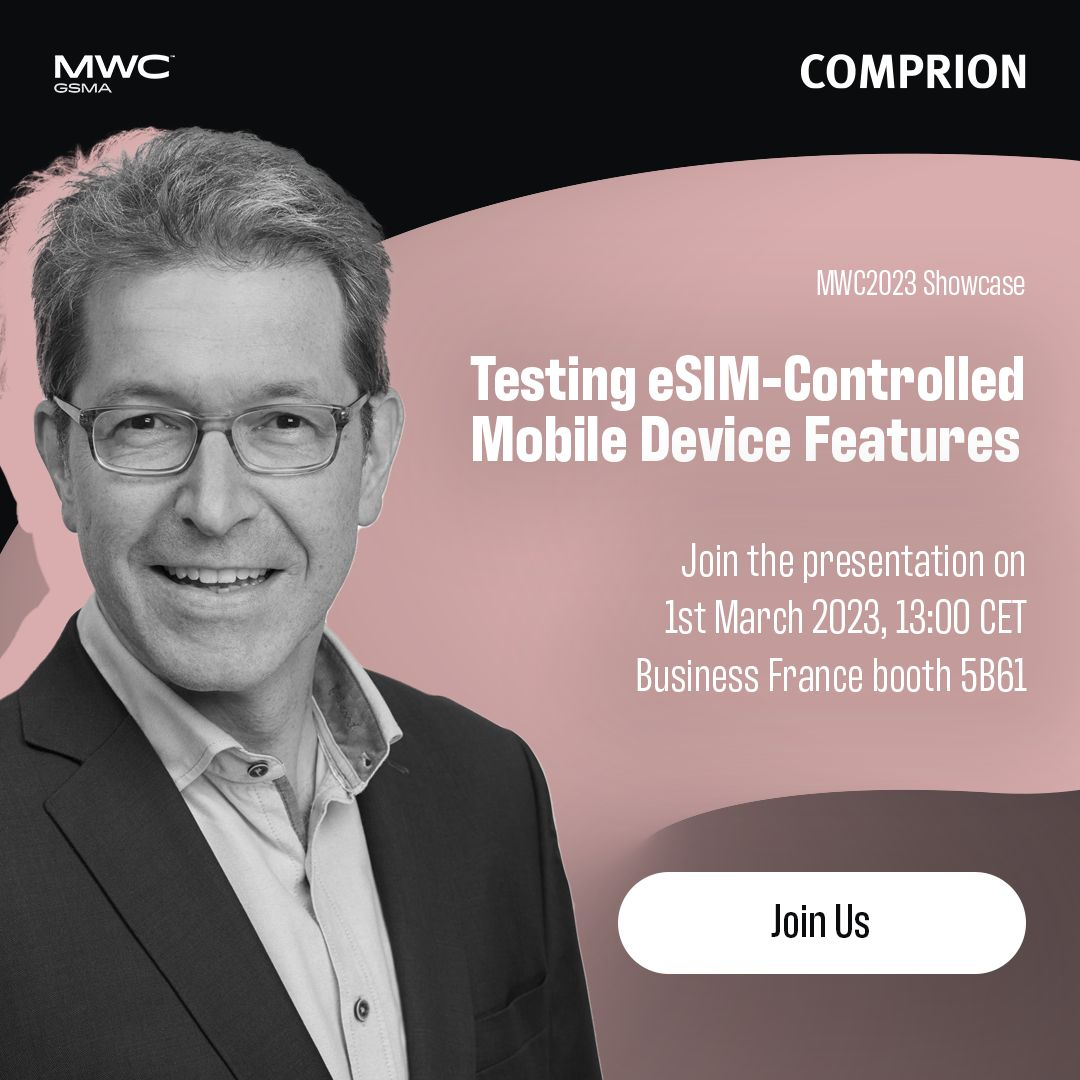 MWC™
GSMA
COMPRION
MWC2023 Showcase
Testing eSIM-Controlled
Mobile Device Features
Join the presentation on
1st March 2023, 13:00 CET
Business France booth 5B61
Join Us